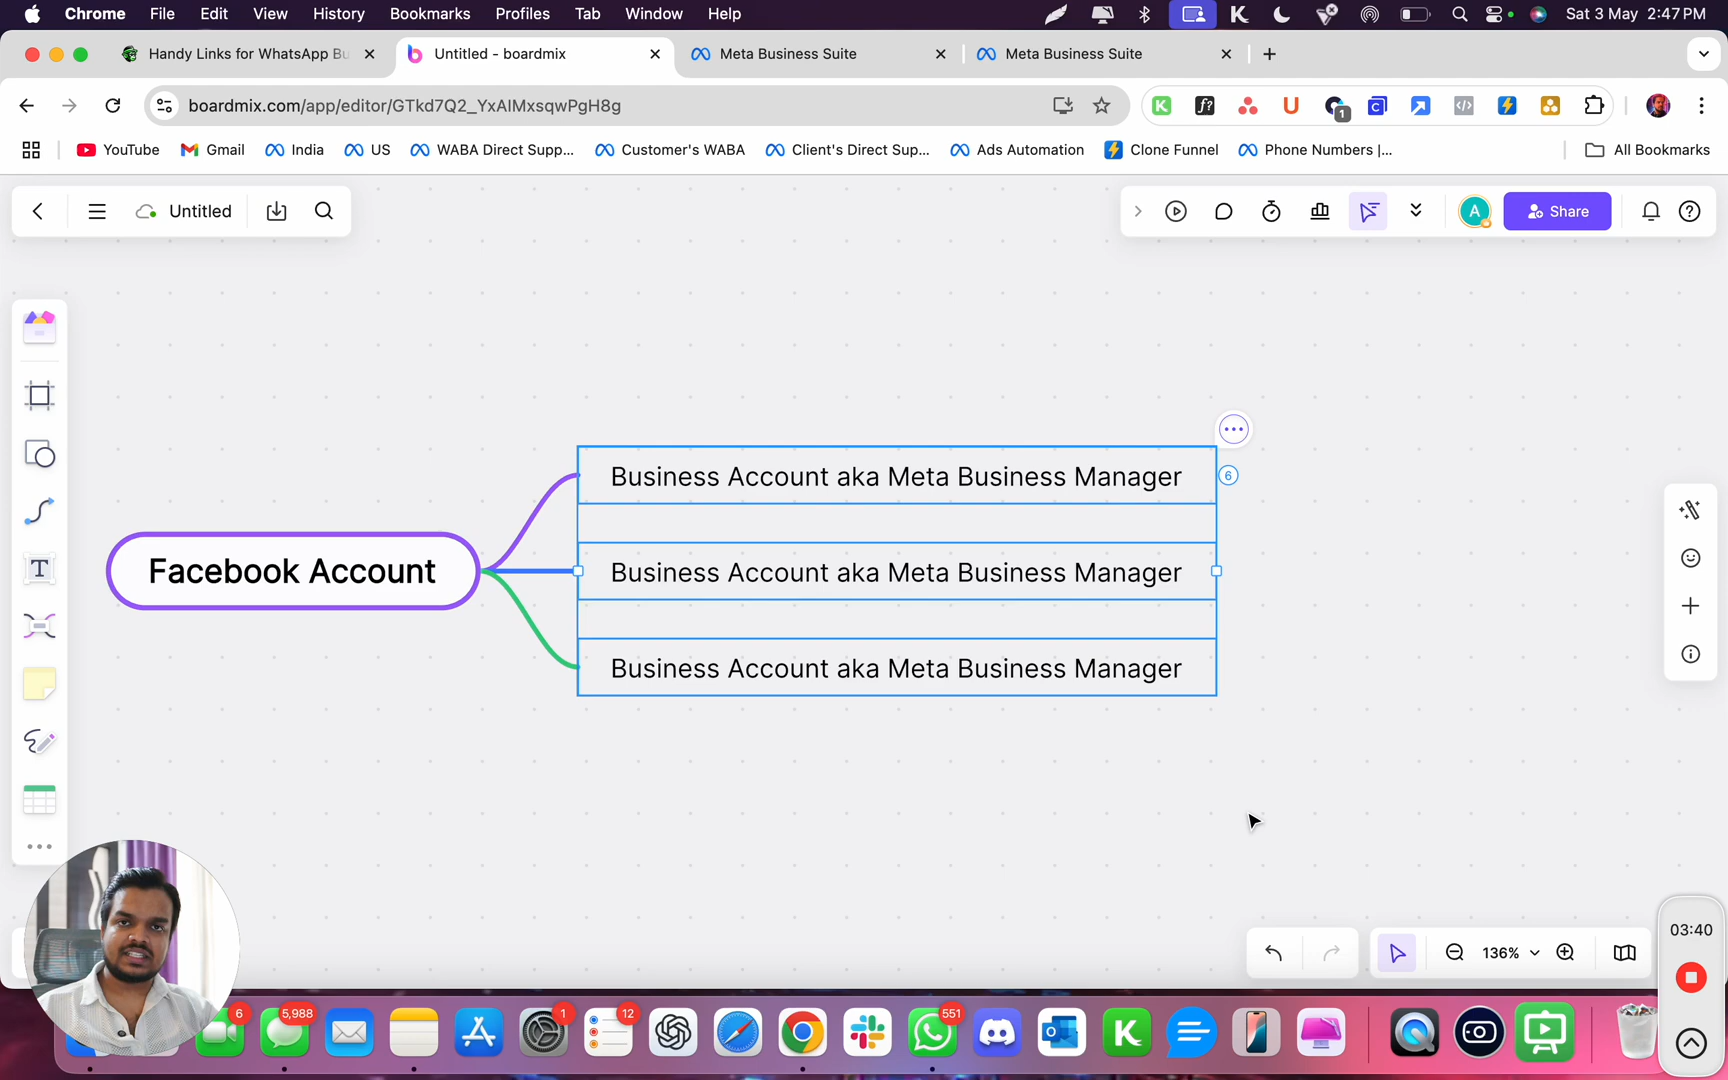 Chrome File Edit View History Bookmarks Profiles Tab Window Help Sat 3 May 2:47 PM
Handy Links for WhatsApp Bu
Untitled - boardmix
Meta Business Suite
Meta Business Suite
boardmix.com/app/editor/GTkd7Q2_YxAlMxsqwPgH8g
YouTube Gmail India US WABA Direct Supp... Customer's WABA Client's Direct Sup... Ads Automation Clone Funnel Phone Numbers |... All Bookmarks
Untitled
A
Share
Business Account aka Meta Business Manager
6
Facebook Account
Business Account aka Meta Business Manager
Business Account aka Meta Business Manager
03:40
136%
6
5,988
1
12
551